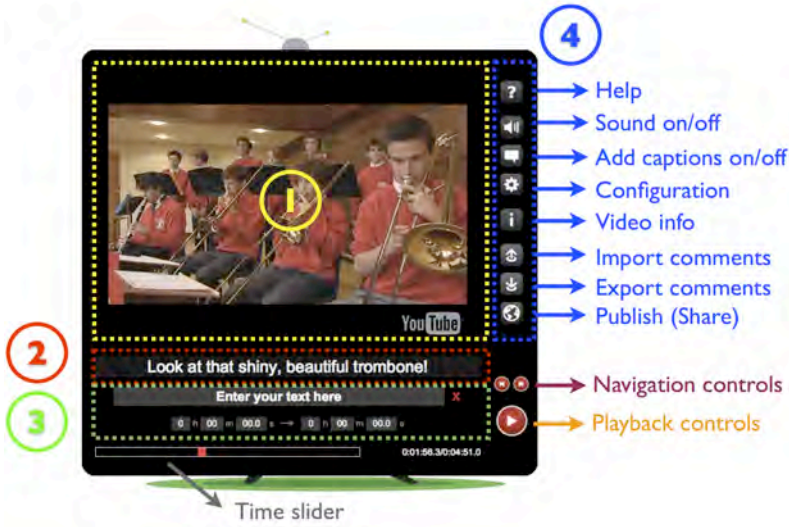 4
?
Help
Sound on/off
Add captions on/off
Configuration
i
Video info
Import comments
Export comments
Publish (Share)
1
YouTube
2
Look at that shiny, beautiful trombone!
Navigation controls
3
Enter your text here x
0 h 00 m 00.0 s → 0 h 00 m 00.0 s
Playback controls
0:01:56.3/0:04:51.0
Time slider